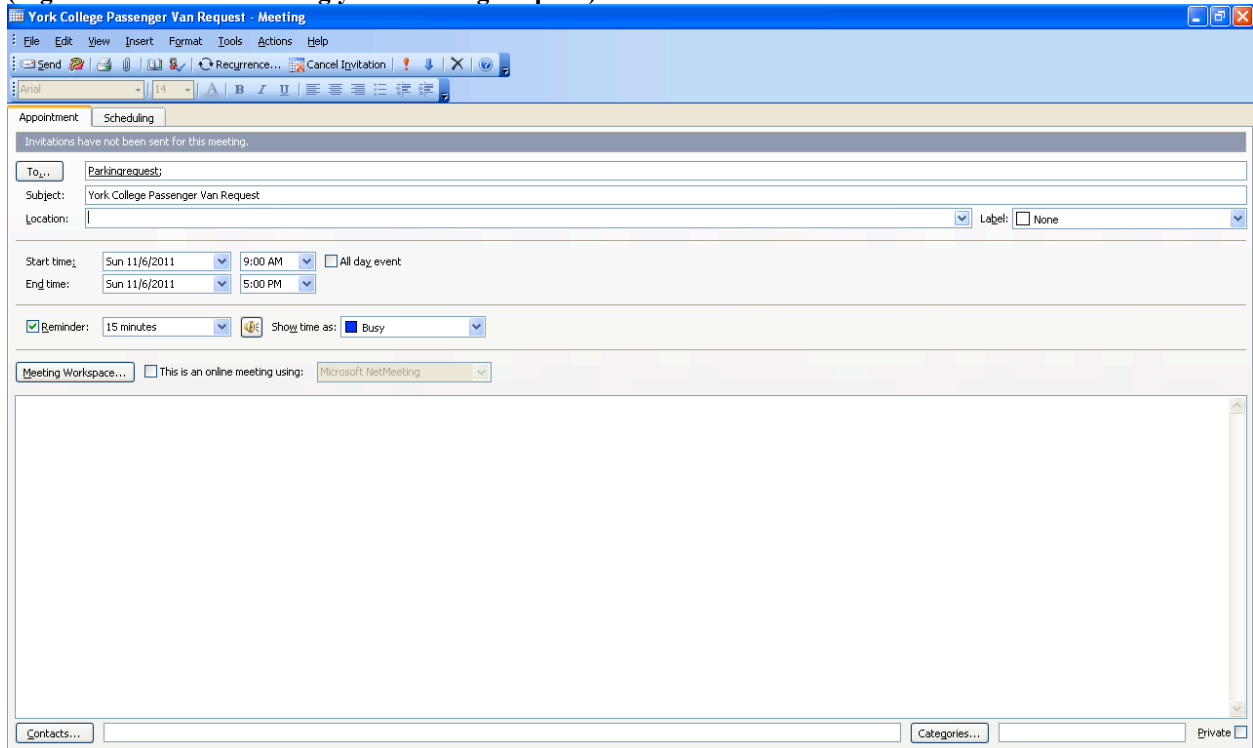 York College Passenger Van Request - Meeting
File Edit View Insert Format Tools Actions Help
Send Recurrence... Cancel Invitation
Arial 14 A B I U
Appointment Scheduling
Invitations have not been sent for this meeting.
To... Parkingrequest;
Subject: York College Passenger Van Request
Location: Label: None
Start time: Sun 11/6/2011 9:00 AM All day event
End time: Sun 11/6/2011 5:00 PM
Reminder: 15 minutes Show time as: Busy
Meeting Workspace... This is an online meeting using: Microsoft NetMeeting
Contacts... Categories... Private